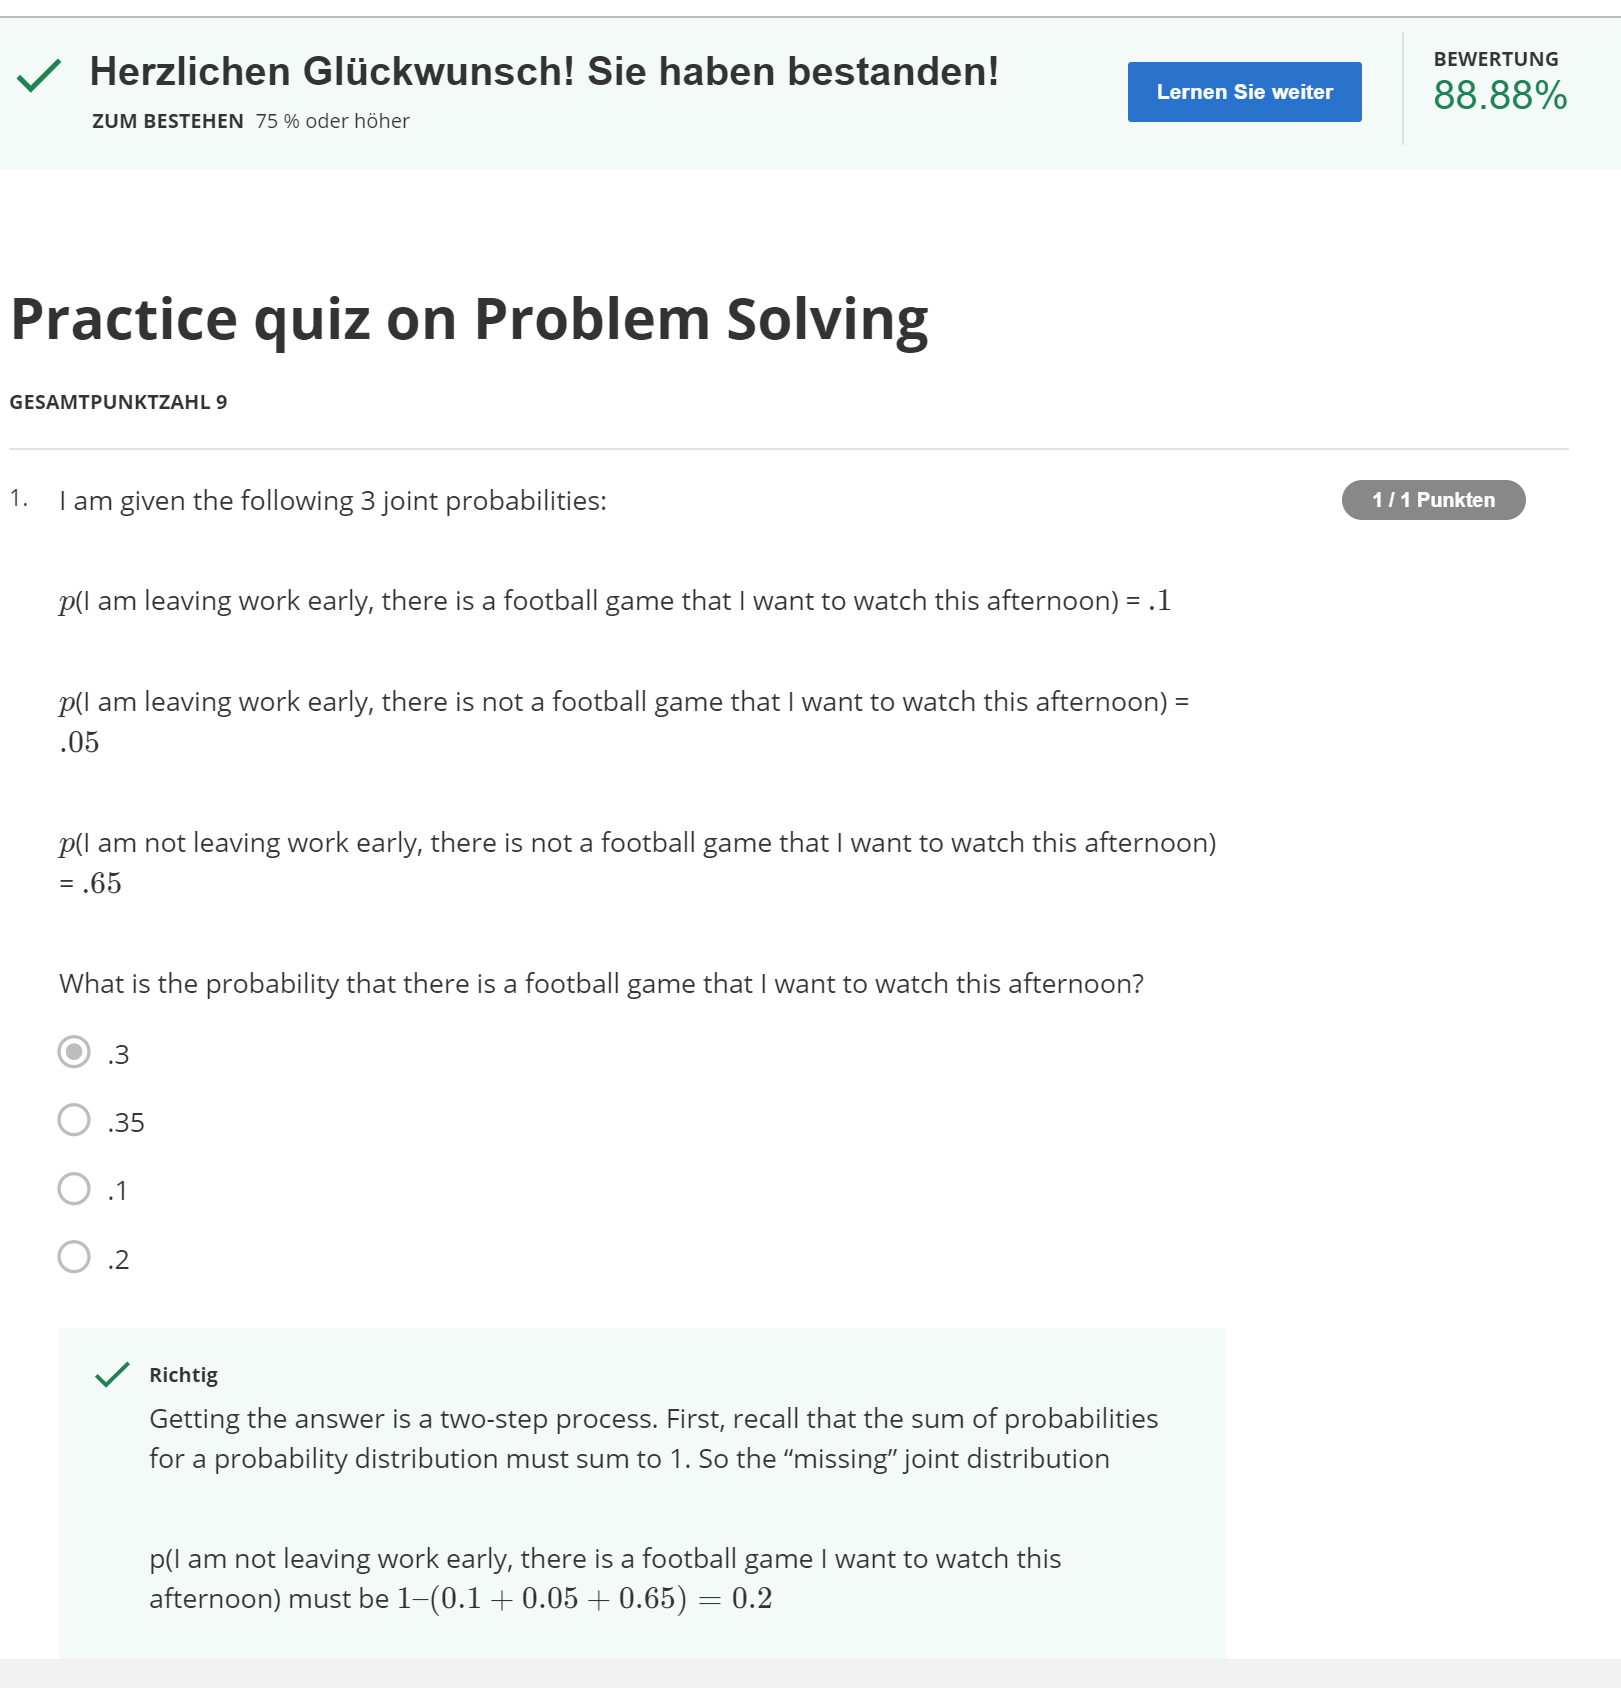 Herzlichen Glückwunsch! Sie haben bestanden!
ZUM BESTEHEN 75 % oder höher
Lernen Sie weiter
BEWERTUNG
88.88%
Practice quiz on Problem Solving
GESAMTPUNKTZAHL 9
1. I am given the following 3 joint probabilities:
1 / 1 Punkten
p(I am leaving work early, there is a football game that I want to watch this afternoon) = .1
p(I am leaving work early, there is not a football game that I want to watch this afternoon) =
.05
p(I am not leaving work early, there is not a football game that I want to watch this afternoon)
= .65
What is the probability that there is a football game that I want to watch this afternoon?
.3
.35
.1
.2
Richtig
Getting the answer is a two-step process. First, recall that the sum of probabilities
for a probability distribution must sum to 1. So the “missing” joint distribution
p(I am not leaving work early, there is a football game I want to watch this
afternoon) must be 1–(0.1 + 0.05 + 0.65) = 0.2